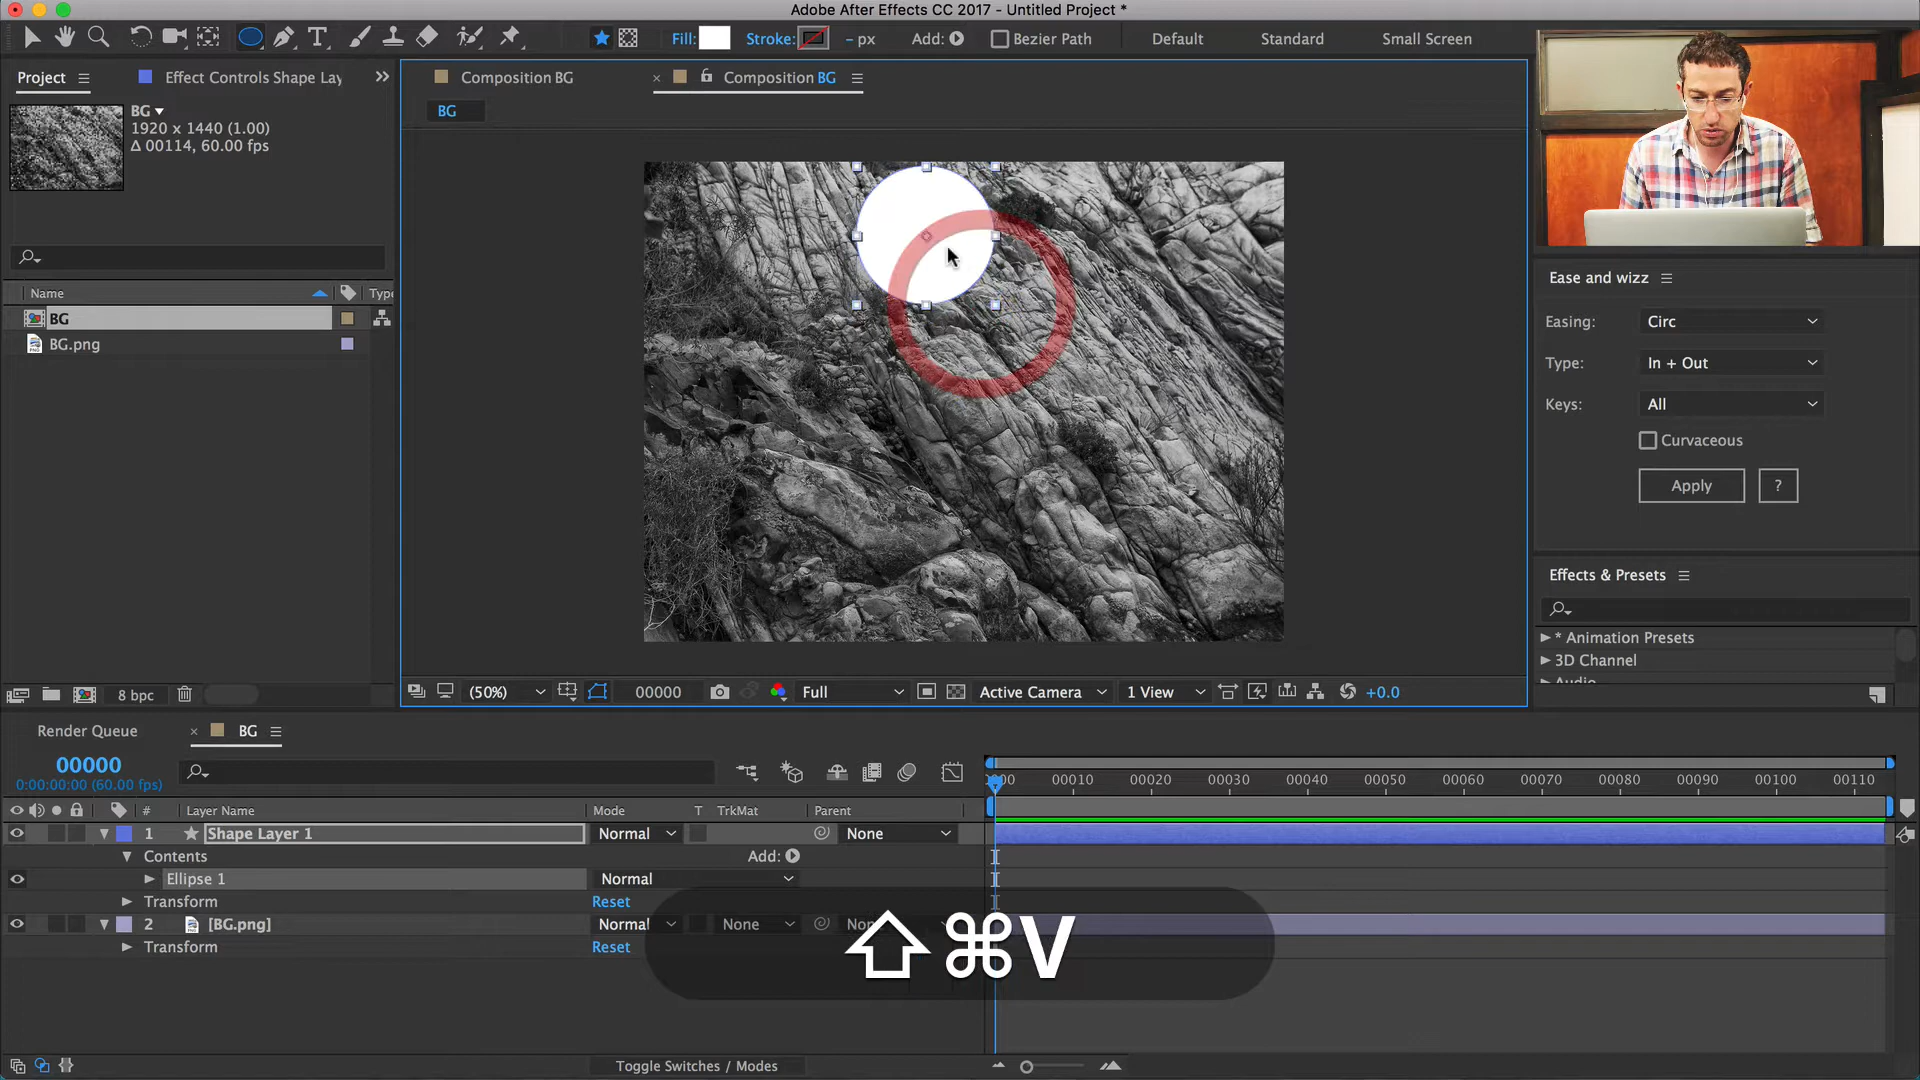 Adobe After Effects CC 2017 - Untitled Project *
Fill:
Stroke:
- px
Add:
Bezier Path
Default
Standard
Small Screen
Project
Effect Controls Shape Lay
Composition BG
Composition BG
BG
BG
1920 x 1440 (1.00)
Δ 00114, 60.00 fps
Name
Type
BG
BG.png
8 bpc
(50%)
00000
Full
Active Camera
1 View
+0.0
Ease and wizz
Easing:
Circ
Type:
In + Out
Keys:
All
Curvaceous
Apply
?
Effects & Presets
* Animation Presets
3D Channel
Audio
Render Queue
BG
00000
0:00:00:00 (60.00 fps)
00010
00020
00030
00040
00050
00060
00070
00080
00090
00100
00110
#
Layer Name
Mode
T
TrkMat
Parent
1
Shape Layer 1
Normal
None
Contents
Add:
Ellipse 1
Normal
Transform
Reset
2
[BG.png]
Normal
None
Transform
Reset
⇧⌘V
Toggle Switches / Modes